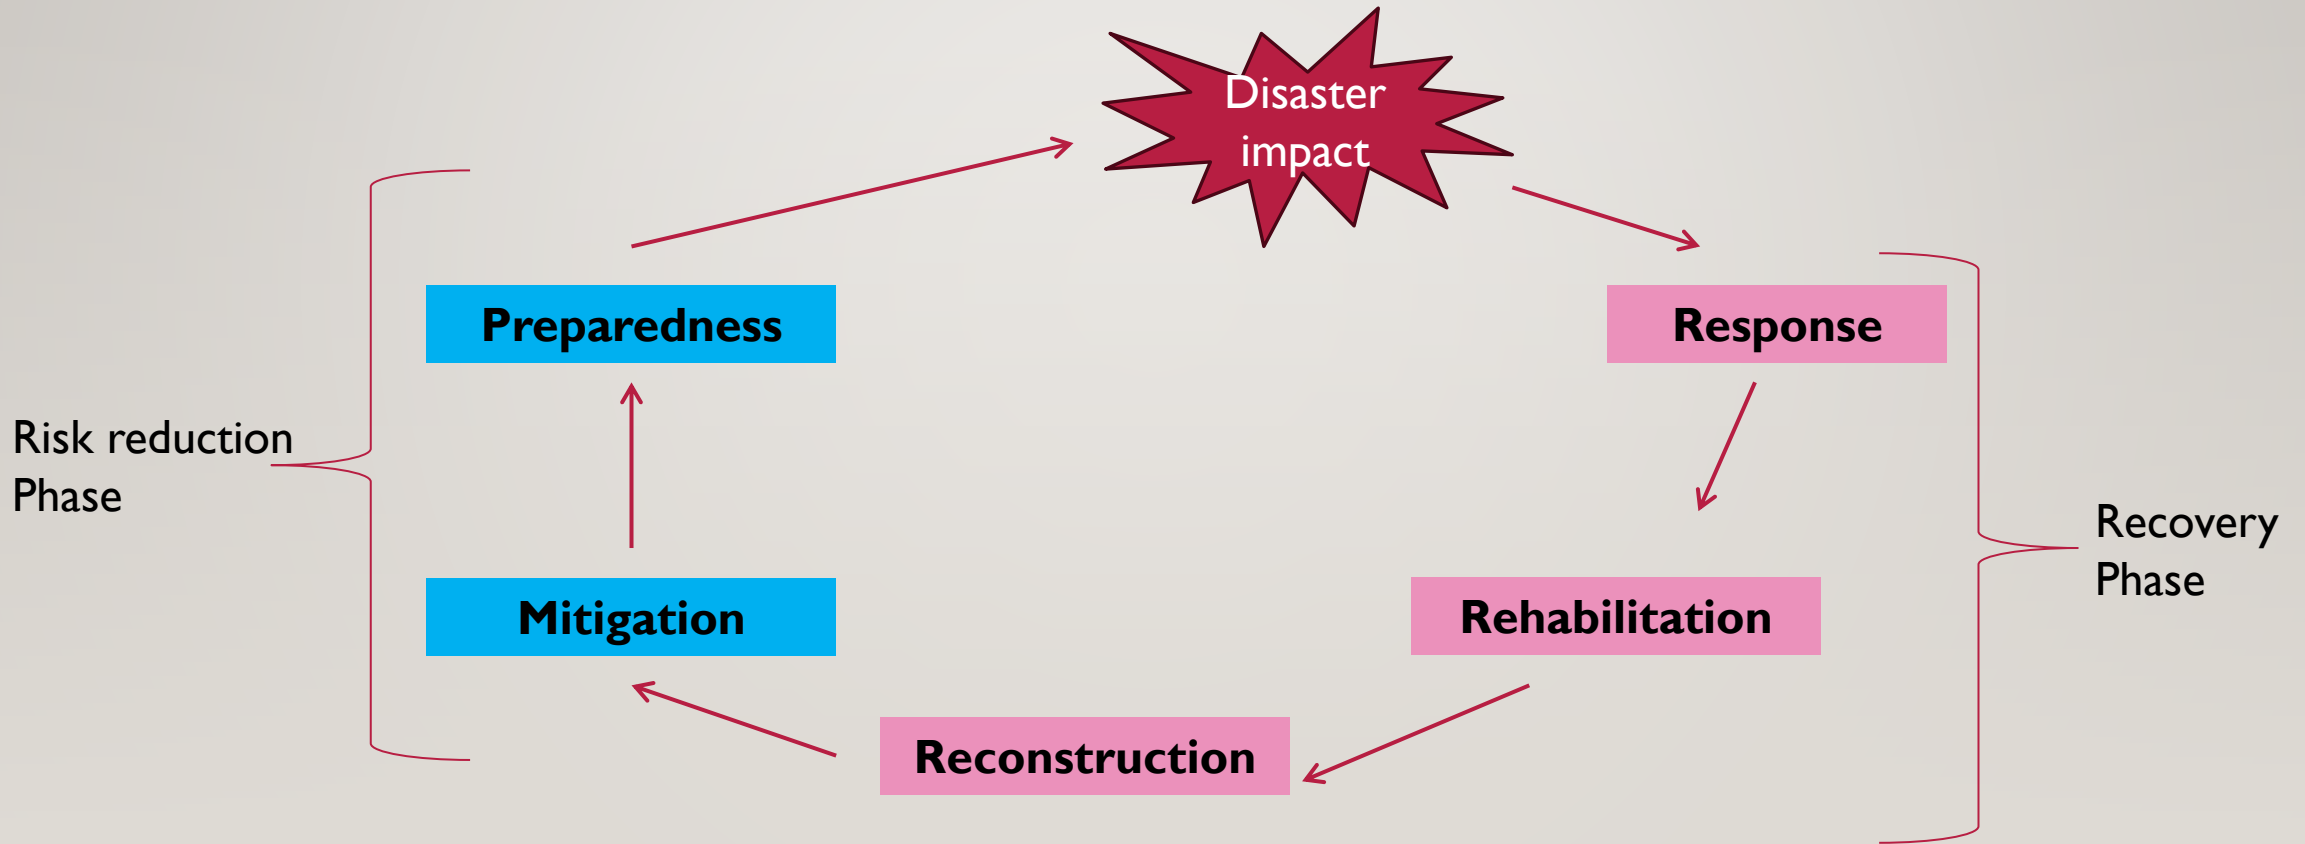 Disaster
impact
Preparedness
Response
Risk reduction
Phase
Recovery
Phase
Mitigation
Rehabilitation
Reconstruction